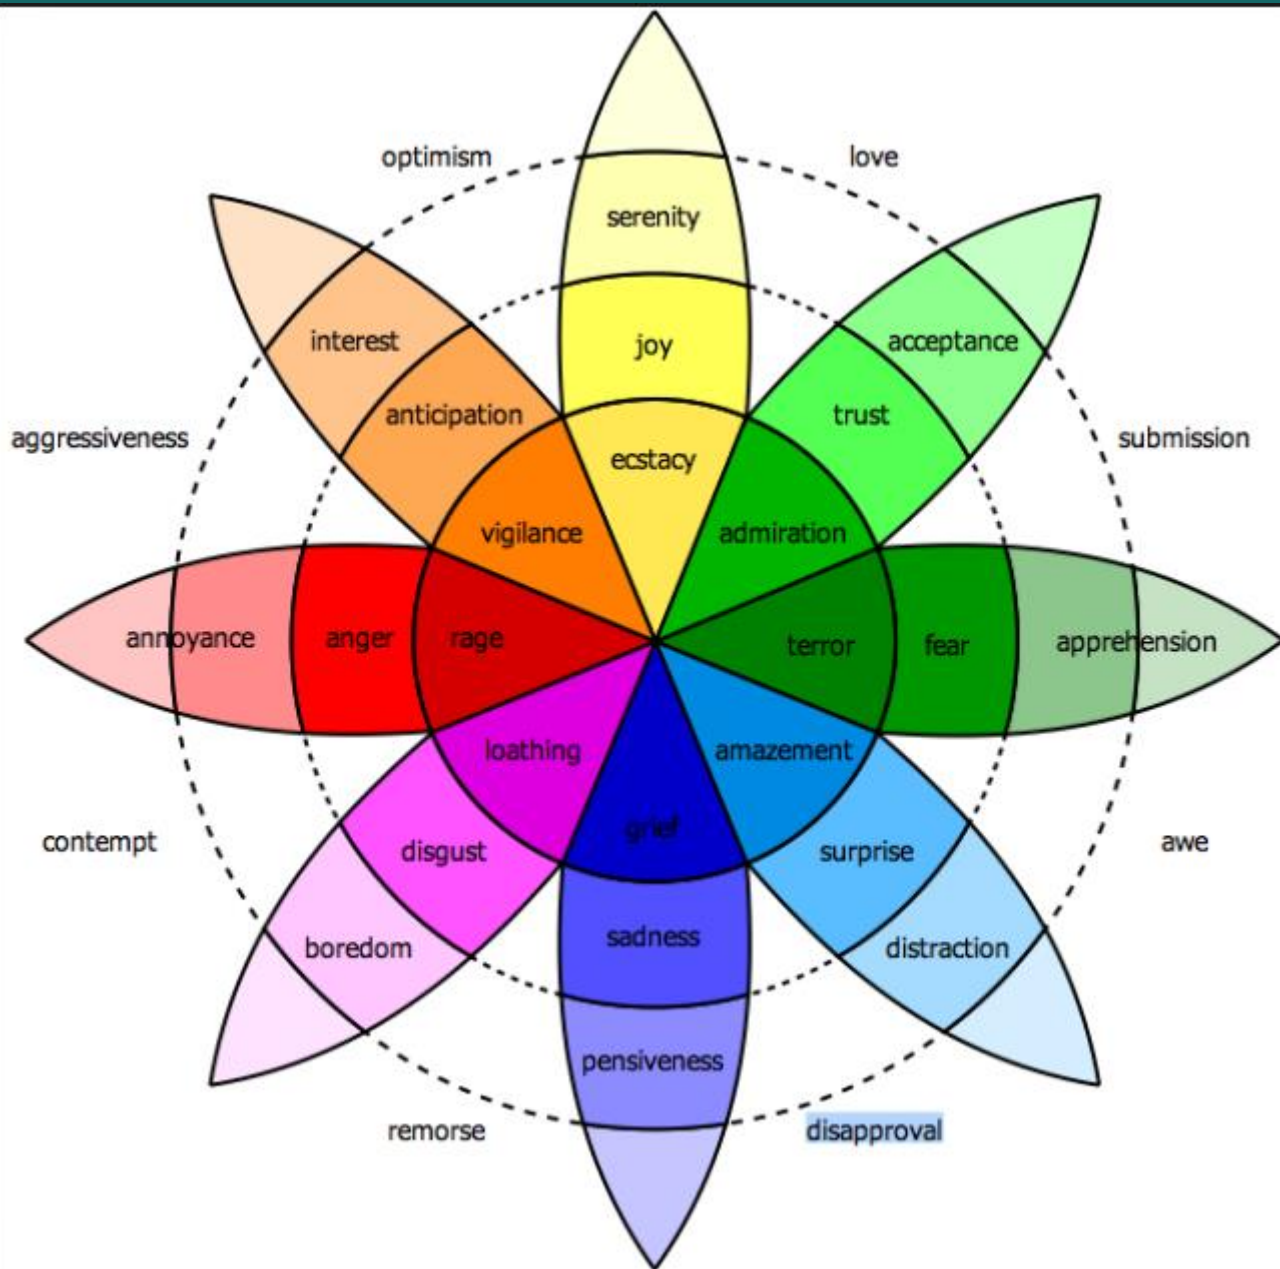 optimism
love
serenity
interest
joy
acceptance
anticipation
trust
aggressiveness
submission
ecstacy
vigilance
admiration
annoyance
anger
rage
terror
fear
apprehension
loathing
amazement
grief
contempt
disgust
surprise
awe
sadness
boredom
distraction
pensiveness
remorse
disapproval